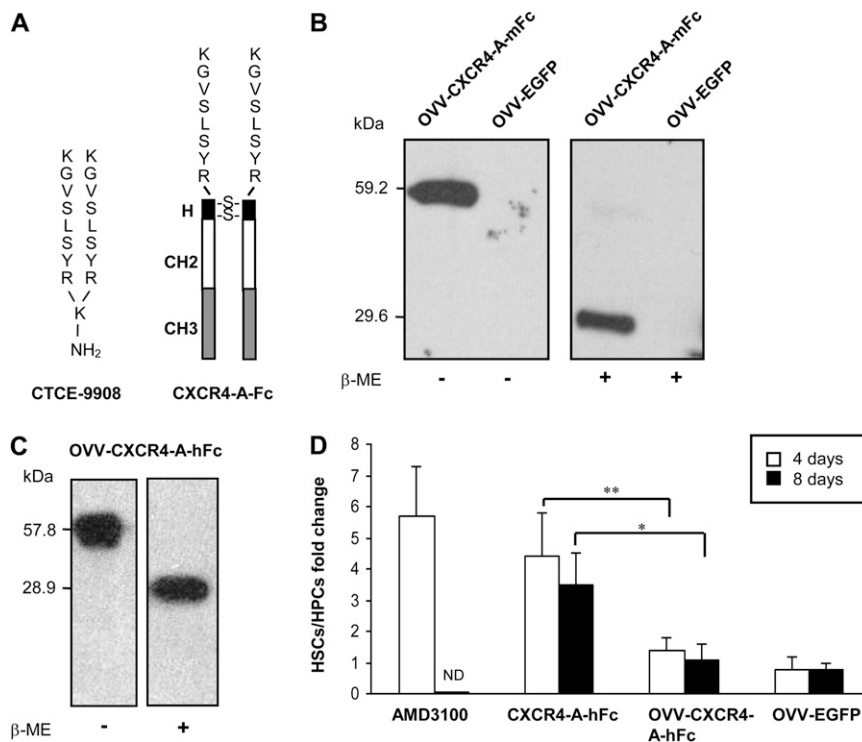 A
K K
G G
V V
S S
L L
S S
Y Y
R R
K K
G G
V V
S S
L L
S S
Y Y
R R
K
NH2
H
-S
S-
CH2
CH3
CTCE-9908 CXCR4-A-Fc
B
OVV-CXCR4-A-mFc OVV-EGFP OVV-CXCR4-A-mFc OVV-EGFP
kDa
59.2
29.6
β-ME - - + +
C
OVV-CXCR4-A-hFc
kDa
57.8
28.9
β-ME - +
D
HSCs/HPCs fold change
8
7
6
5
4
3
2
1
0
4 days
8 days
**
*
ND
AMD3100 CXCR4-A-hFc OVV-CXCR4-A-hFc OVV-EGFP